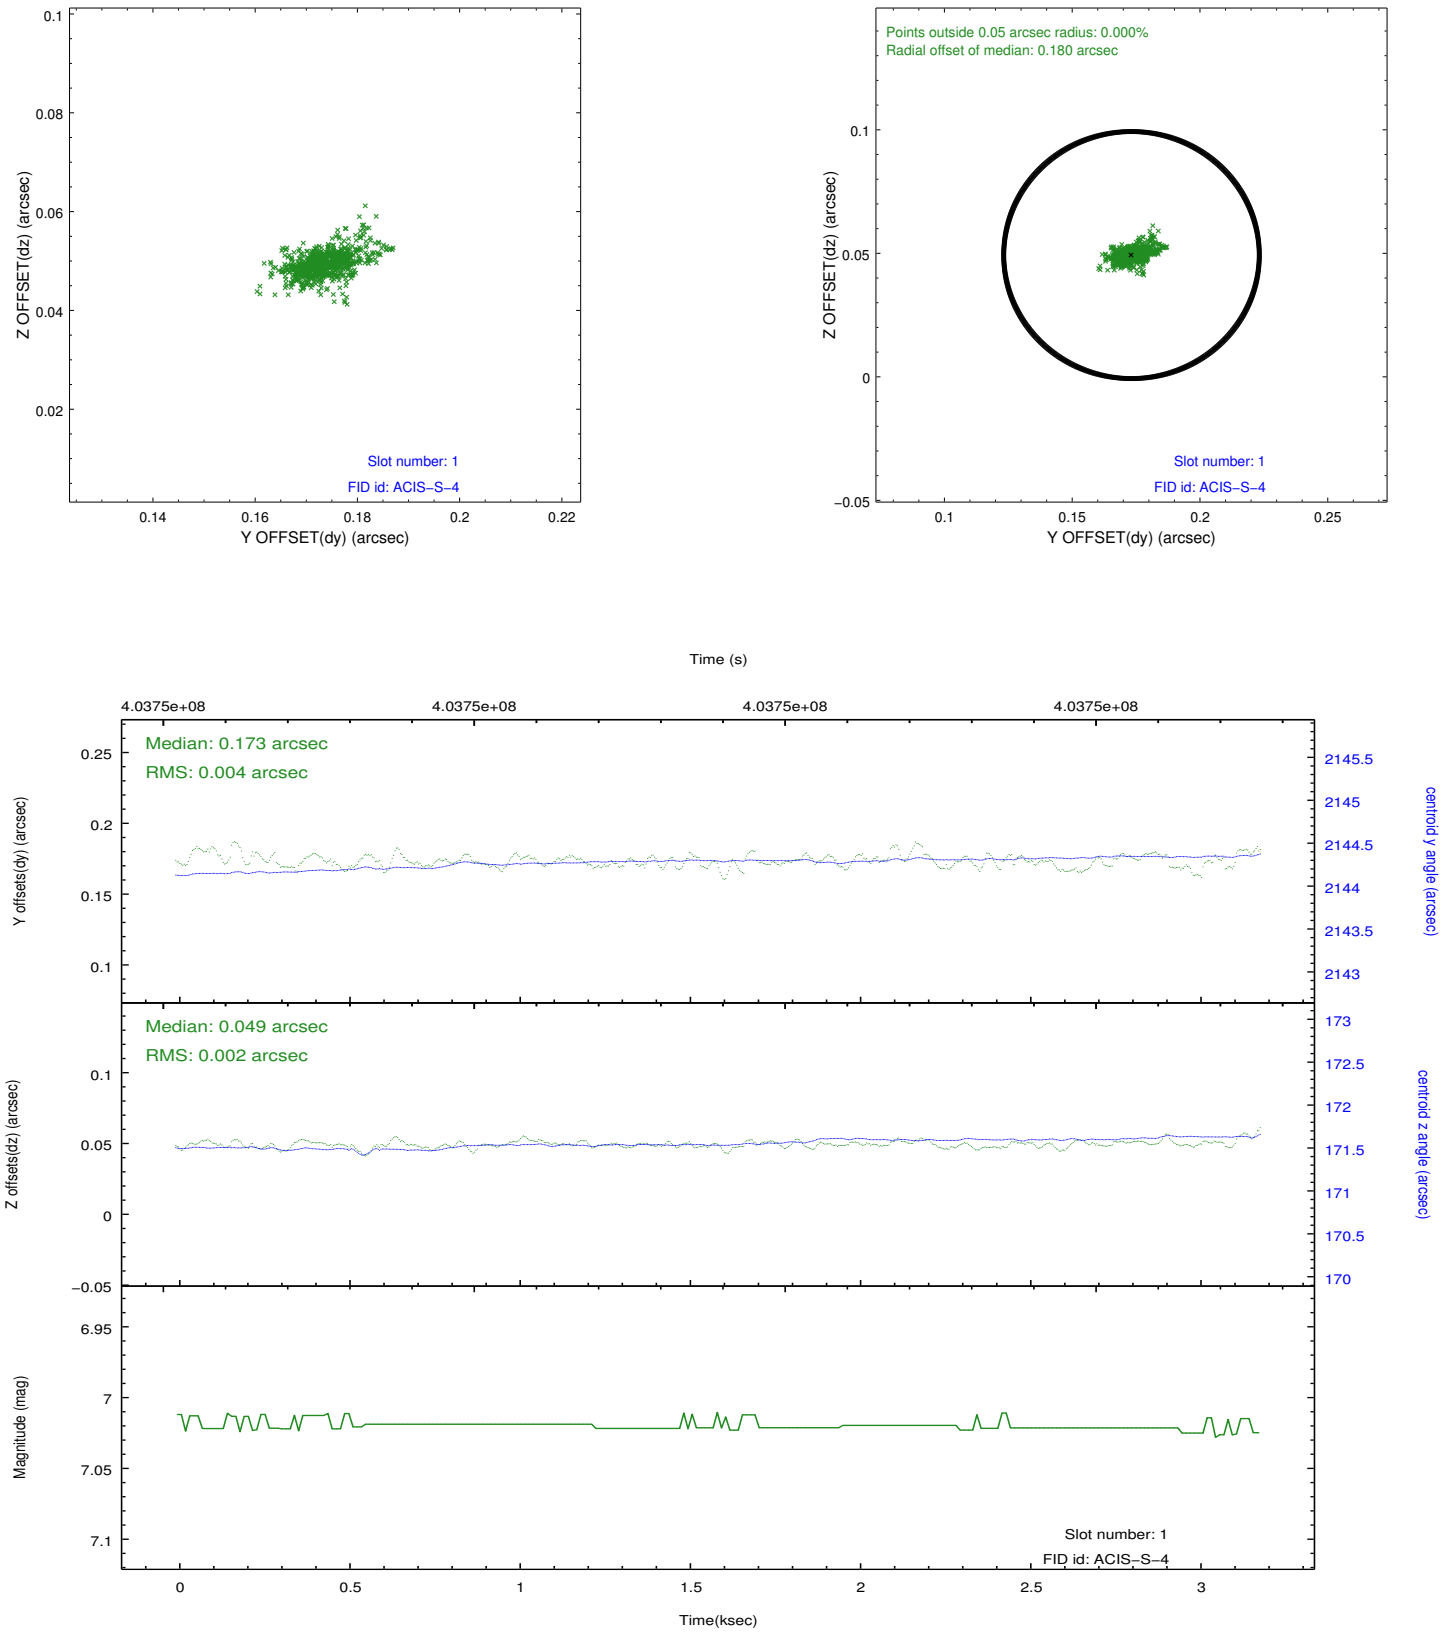 0.1
0.08
0.06
0.04
0.02
Z OFFSET(dz) (arcsec)
Slot number: 1
FID id: ACIS−S−4
0.14 0.16 0.18 0.2 0.22
Y OFFSET(dy) (arcsec)
Points outside 0.05 arcsec radius: 0.000%
Radial offset of median: 0.180 arcsec
0.1
0.05
0
−0.05
Z OFFSET(dz) (arcsec)
Slot number: 1
FID id: ACIS−S−4
0.1 0.15 0.2 0.25
Y OFFSET(dy) (arcsec)
Time (s)
4.0375e+08 4.0375e+08 4.0375e+08 4.0375e+08
Median: 0.173 arcsec
RMS: 0.004 arcsec
0.25
0.2
0.15
0.1
Y offsets(dy) (arcsec)
2145.5
2145
2144.5
2144
2143.5
2143
centroid y angle (arcsec)
Median: 0.049 arcsec
RMS: 0.002 arcsec
0.1
0.05
0
−0.05
Z offsets(dz) (arcsec)
173
172.5
172
171.5
171
170.5
170
centroid z angle (arcsec)
6.95
7
7.05
7.1
Magnitude (mag)
Slot number: 1
FID id: ACIS−S−4
0 0.5 1 1.5 2 2.5 3
Time(ksec)